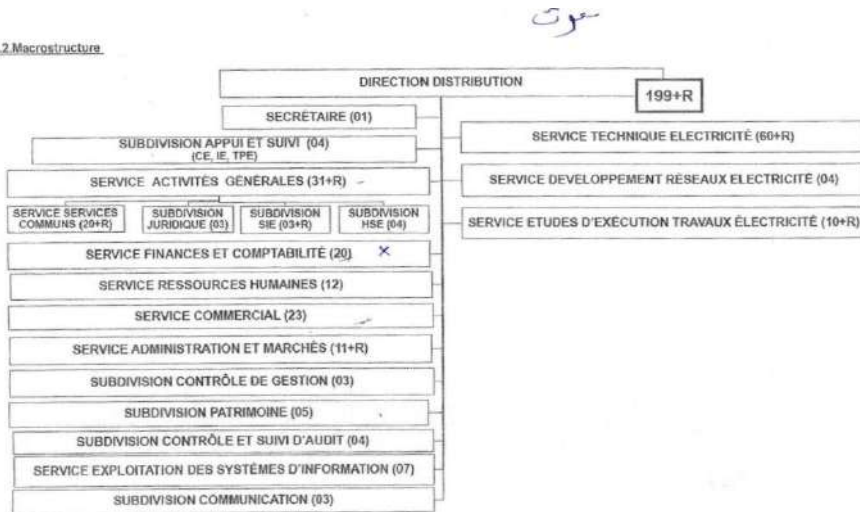 .2.Macrostructure
DIRECTION DISTRIBUTION
199+R
SECRÉTAIRE (01)
SUBDIVISION APPUI ET SUIVI (04)
(CE, IE, TPE)
SERVICE ACTIVITÉS GÉNÉRALES (31+R)
SERVICE SERVICES
COMMUNS (20+R)
SUBDIVISION
JURIDIQUE (03)
SUBDIVISION
SIE (03+R)
SUBDIVISION
HSE (04)
SERVICE FINANCES ET COMPTABILITÉ (20) X
SERVICE RESSOURCES HUMAINES (12)
SERVICE COMMERCIAL (23)
SERVICE ADMINISTRATION ET MARCHÉS (11+R)
SUBDIVISION CONTRÔLE DE GESTION (03)
SUBDIVISION PATRIMOINE (05)
SUBDIVISION CONTRÔLE ET SUIVI D'AUDIT (04)
SERVICE EXPLOITATION DES SYSTÈMES D'INFORMATION (07)
SUBDIVISION COMMUNICATION (03)
SERVICE TECHNIQUE ELECTRICITÉ (60+R)
SERVICE DEVELOPPEMENT RÉSEAUX ELECTRICITÉ (04)
SERVICE ETUDES D'EXÉCUTION TRAVAUX ÉLECTRICITÉ (10+R)